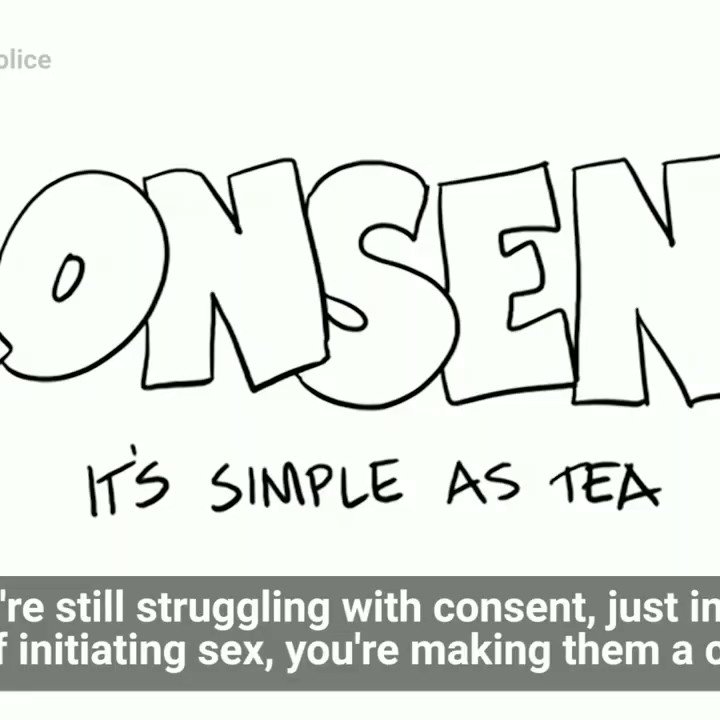 olice
ONSEN
IT'S SIMPLE AS TEA
're still struggling with consent, just in
f initiating sex, you're making them a c